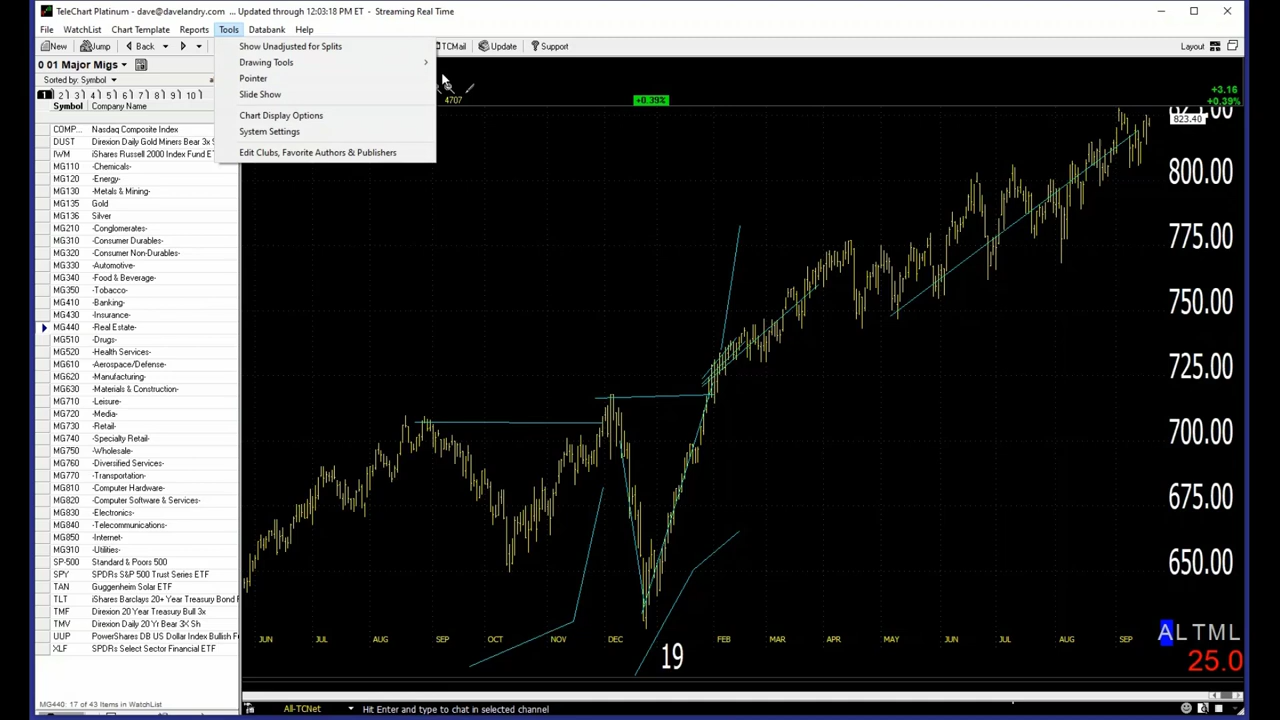 TeleChart Platinum - dave@davelandry.com ... Updated through 12:03:18 PM ET - Streaming Real Time
File WatchList Chart Template Reports Tools Databank Help
New Jump Back TCMail Update Support Layout
Show Unadjusted for Splits
Drawing Tools
Pointer
Slide Show
Chart Display Options
System Settings
Edit Clubs, Favorite Authors & Publishers
0 01 Major Migs
Sorted by: Symbol
1 2 3 4 5 6 7 8 9 10
Symbol Company Name
4707 +0.39% +3.16
+0.39%
COMP... Nasdaq Composite Index
DUST Direxion Daily Gold Miners Bear 3x S
IWM iShares Russell 2000 Index Fund E
MG110 -Chemicals-
MG120 -Energy-
MG130 -Metals & Mining-
MG135 Gold
MG136 Silver
MG210 -Conglomerates-
MG310 -Consumer Durables-
MG320 -Consumer Non-Durables-
MG330 -Automotive-
MG340 -Food & Beverage-
MG350 -Tobacco-
MG410 -Banking-
MG430 -Insurance-
MG440 -Real Estate-
MG510 -Drugs-
MG520 -Health Services-
MG610 -Aerospace/Defense-
MG620 -Manufacturing-
MG630 -Materials & Construction-
MG710 -Leisure-
MG720 -Media-
MG730 -Retail-
MG740 -Specialty Retail-
MG750 -Wholesale-
MG760 -Diversified Services-
MG770 -Transportation-
MG810 -Computer Hardware-
MG820 -Computer Software & Services-
MG830 -Electronics-
MG840 -Telecommunications-
MG850 -Internet-
MG910 -Utilities-
SP-500 Standard & Poors 500
SPY SPDRs S&P 500 Trust Series ETF
TAN Guggenheim Solar ETF
TLT iShares Barclays 20+ Year Treasury Bond F
TMF Direxion 20 Year Treasury Bull 3x
TMV Direxion Daily 20 Yr Bear 3X Sh
UUP PowerShares DB US Dollar Index Bullish F
XLF SPDRs Select Sector Financial ETF
MG440: 17 of 43 Items in WatchList
823.40
800.00
775.00
750.00
725.00
700.00
675.00
650.00
JUN JUL AUG SEP OCT NOV DEC 19 FEB MAR APR MAY JUN JUL AUG SEP
ALTML
25.0
All-TCNet Hit Enter and type to chat in selected channel